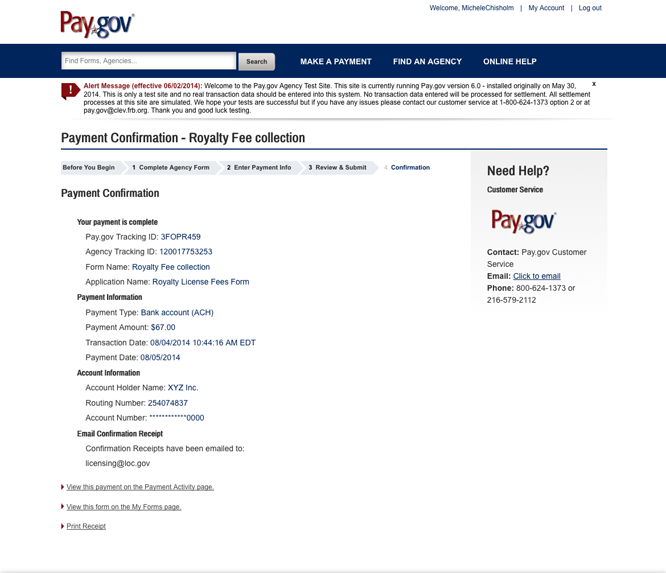 Welcome, MicheleChisholm | My Account | Log out
Pay.gov
Find Forms, Agencies...
Search
MAKE A PAYMENT
FIND AN AGENCY
ONLINE HELP
! Alert Message (effective 06/02/2014): Welcome to the Pay.gov Agency Test Site. This site is currently running Pay.gov version 6.0 - installed originally on May 30, x
2014. This is only a test site and no real transaction data should be entered into this system. No transaction data entered will be processed for settlement. All settlement
processes at this site are simulated. We hope your tests are successful but if you have any issues please contact our customer service at 1-800-624-1373 option 2 or at
pay.gov@clev.frb.org. Thank you and good luck testing.
Payment Confirmation - Royalty Fee collection
Before You Begin 1 Complete Agency Form 2 Enter Payment Info 3 Review & Submit 4 Confirmation
Payment Confirmation
Your payment is complete
Pay.gov Tracking ID: 3FOPR459
Agency Tracking ID: 120017753253
Form Name: Royalty Fee collection
Application Name: Royalty License Fees Form
Payment Information
Payment Type: Bank account (ACH)
Payment Amount: $67.00
Transaction Date: 08/04/2014 10:44:16 AM EDT
Payment Date: 08/05/2014
Account Information
Account Holder Name: XYZ Inc.
Routing Number: 254074837
Account Number: ************0000
Email Confirmation Receipt
Confirmation Receipts have been emailed to:
licensing@loc.gov
View this payment on the Payment Activity page.
View this form on the My Forms page.
Print Receipt
Need Help?
Customer Service
Pay.gov
Contact: Pay.gov Customer
Service
Email: Click to email
Phone: 800-624-1373 or
216-579-2112